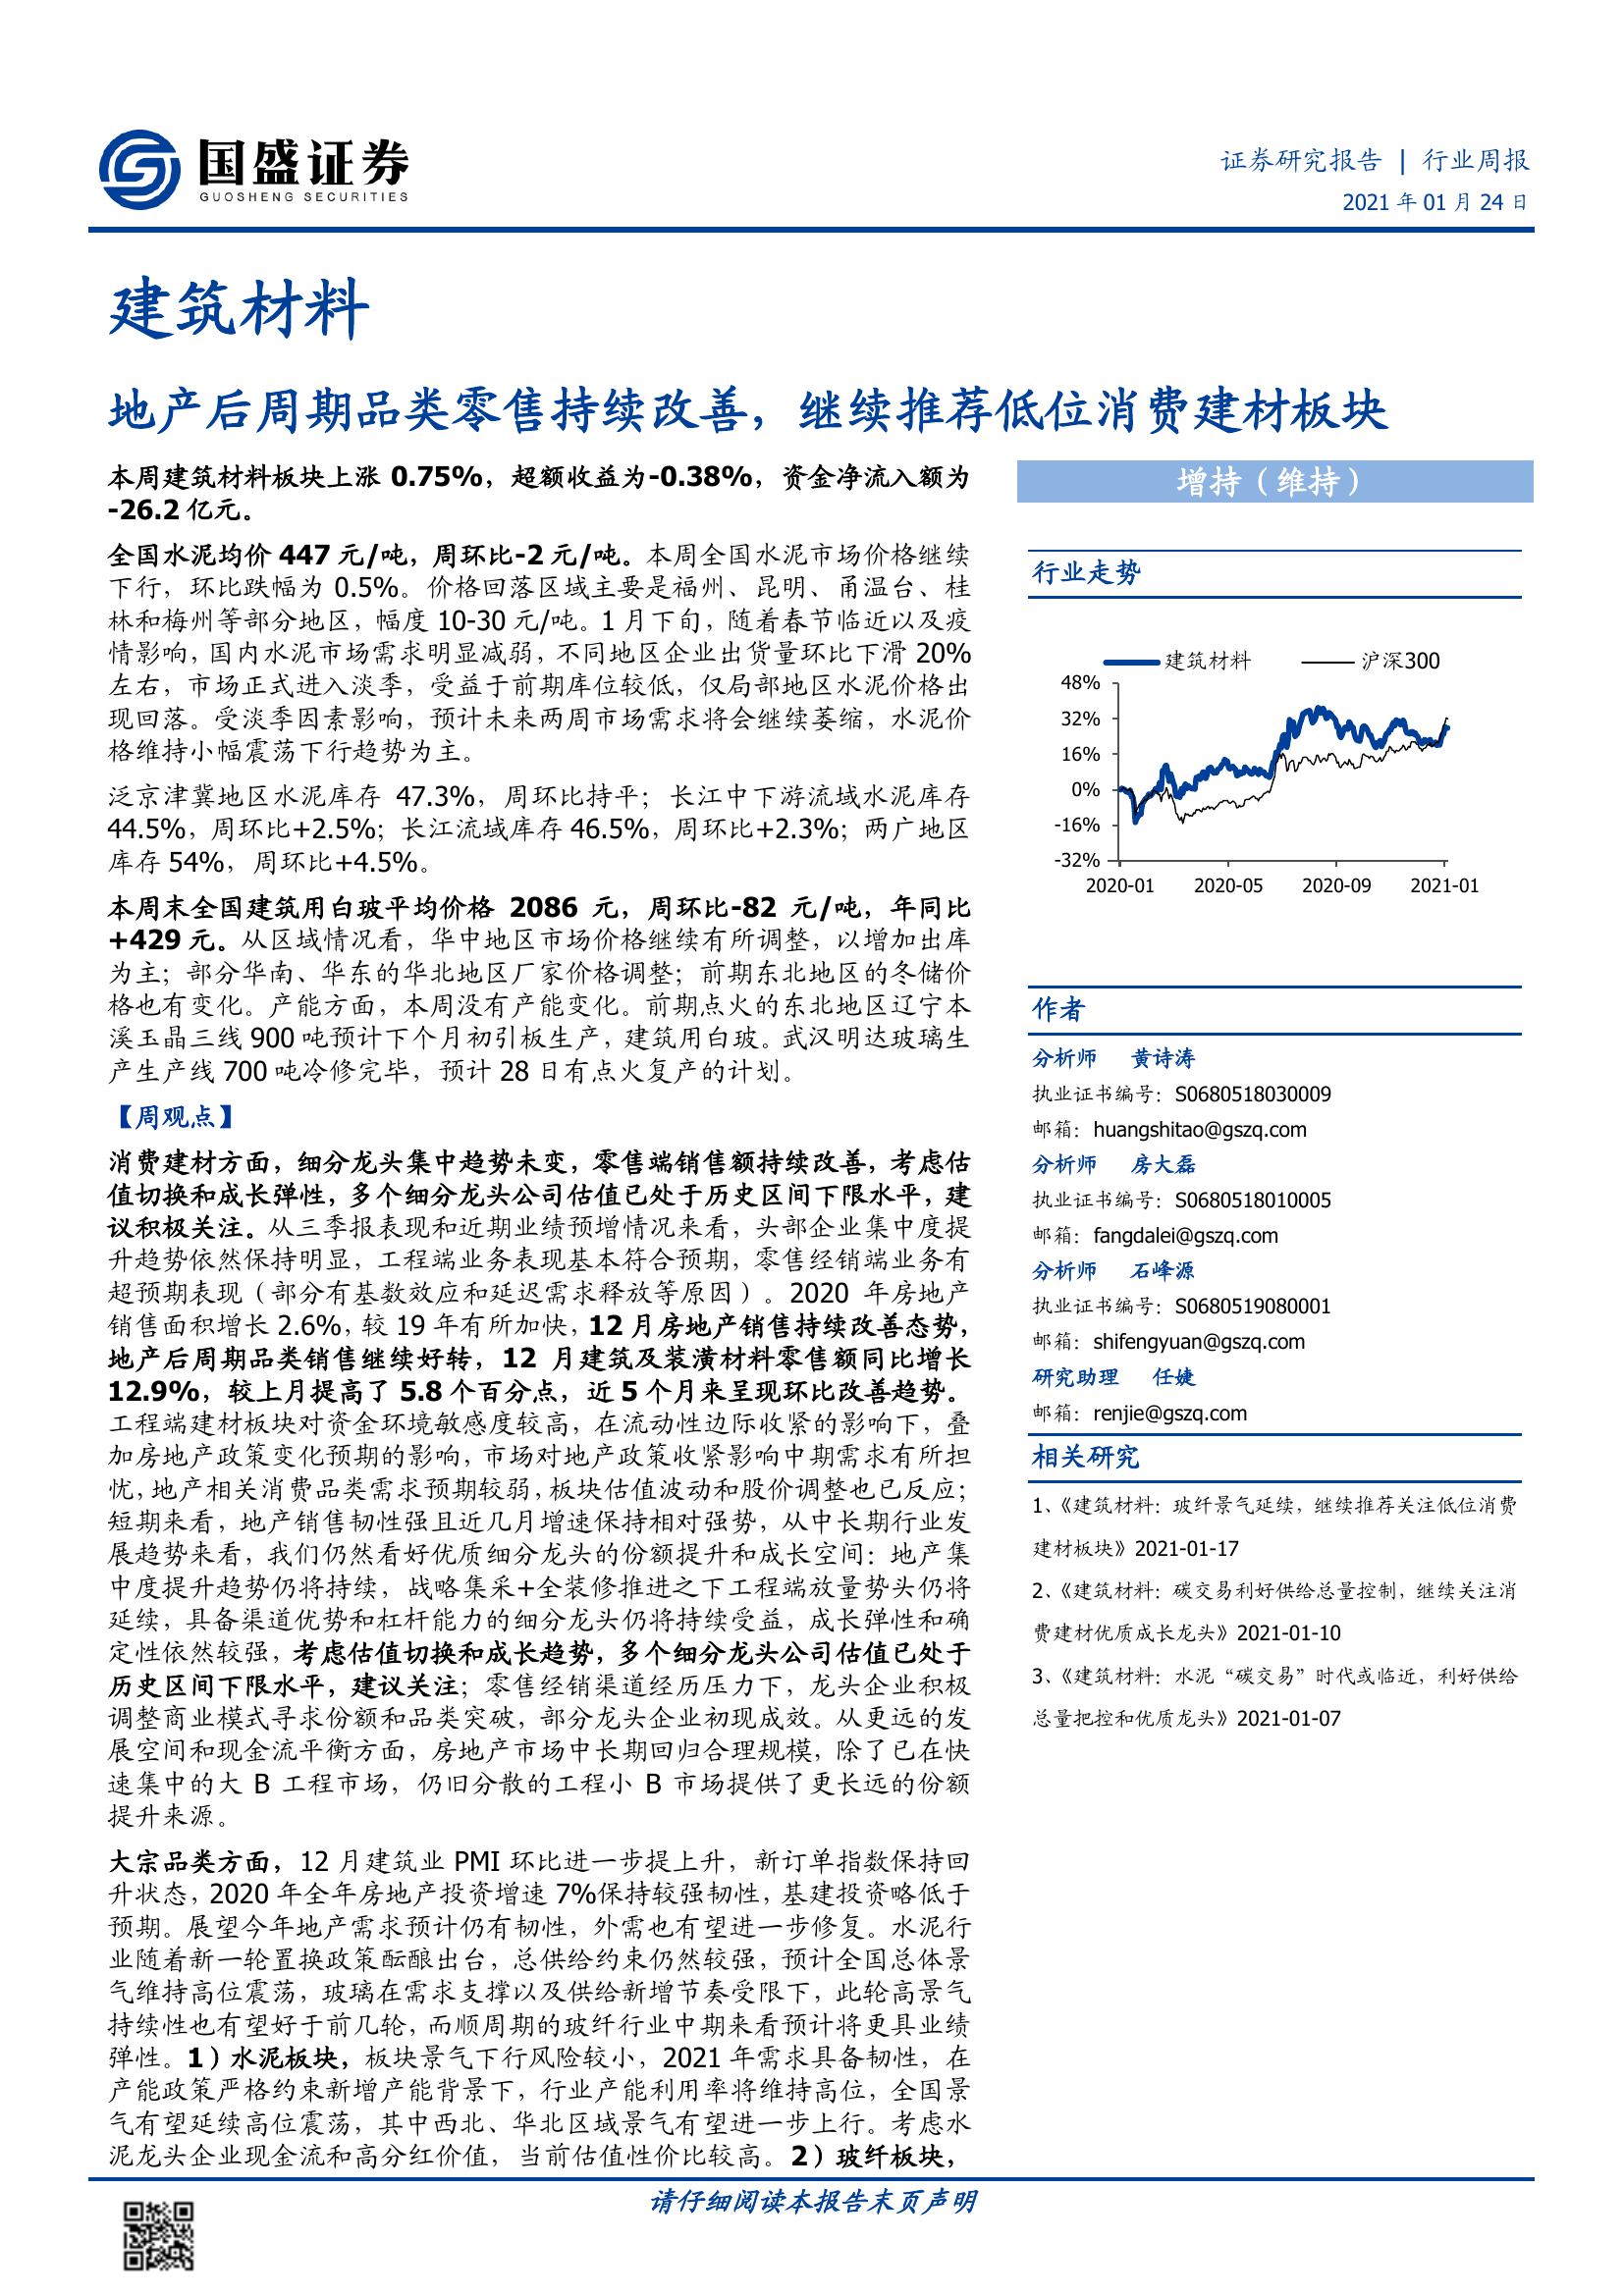 国盛证券
GUOSHENG SECURITIES
证券研究报告 | 行业周报
2021 年 01 月 24 日
建筑材料
地产后周期品类零售持续改善，继续推荐低位消费建材板块
本周建筑材料板块上涨 0.75%，超额收益为-0.38%，资金净流入额为
-26.2 亿元。
全国水泥均价 447 元/吨，周环比-2 元/吨。本周全国水泥市场价格继续
下行，环比跌幅为 0.5%。价格回落区域主要是福州、昆明、甬温台、桂
林和梅州等部分地区，幅度 10-30 元/吨。1 月下旬，随着春节临近以及疫
情影响，国内水泥市场需求明显减弱，不同地区企业出货量环比下滑 20%
左右，市场正式进入淡季，受益于前期库位较低，仅局部地区水泥价格出
现回落。受淡季因素影响，预计未来两周市场需求将会继续萎缩，水泥价
格维持小幅震荡下行趋势为主。
泛京津冀地区水泥库存 47.3%，周环比持平；长江中下游流域水泥库存
44.5%，周环比+2.5%；长江流域库存 46.5%，周环比+2.3%；两广地区
库存 54%，周环比+4.5%。
本周末全国建筑用白玻平均价格 2086 元，周环比-82 元/吨，年同比
+429 元。从区域情况看，华中地区市场价格继续有所调整，以增加出库
为主；部分华南、华东的华北地区厂家价格调整；前期东北地区的冬储价
格也有变化。产能方面，本周没有产能变化。前期点火的东北地区辽宁本
溪玉晶三线 900 吨预计下个月初引板生产，建筑用白玻。武汉明达玻璃生
产生产线 700 吨冷修完毕，预计 28 日有点火复产的计划。
【周观点】
消费建材方面，细分龙头集中趋势未变，零售端销售额持续改善，考虑估
值切换和成长弹性，多个细分龙头公司估值已处于历史区间下限水平，建
议积极关注。从三季报表现和近期业绩预增情况来看，头部企业集中度提
升趋势依然保持明显，工程端业务表现基本符合预期，零售经销端业务有
超预期表现（部分有基数效应和延迟需求释放等原因）。2020 年房地产
销售面积增长 2.6%，较 19 年有所加快，12 月房地产销售持续改善态势，
地产后周期品类销售继续好转，12 月建筑及装潢材料零售额同比增长
12.9%，较上月提高了 5.8 个百分点，近 5 个月来呈现环比改善趋势。
工程端建材板块对资金环境敏感度较高，在流动性边际收紧的影响下，叠
加房地产政策变化预期的影响，市场对地产政策收紧影响中期需求有所担
忧，地产相关消费品类需求预期较弱，板块估值波动和股价调整也已反应；
短期来看，地产销售韧性强且近几月增速保持相对强势，从中长期行业发
展趋势来看，我们仍然看好优质细分龙头的份额提升和成长空间：地产集
中度提升趋势仍将持续，战略集采+全装修推进之下工程端放量势头仍将
延续，具备渠道优势和杠杆能力的细分龙头仍将持续受益，成长弹性和确
定性依然较强，考虑估值切换和成长趋势，多个细分龙头公司估值已处于
历史区间下限水平，建议关注；零售经销渠道经历压力下，龙头企业积极
调整商业模式寻求份额和品类突破，部分龙头企业初现成效。从更远的发
展空间和现金流平衡方面，房地产市场中长期回归合理规模，除了已在快
速集中的大 B 工程市场，仍旧分散的工程小 B 市场提供了更长远的份额
提升来源。
大宗品类方面，12 月建筑业 PMI 环比进一步提上升，新订单指数保持回
升状态，2020 年全年房地产投资增速 7%保持较强韧性，基建投资略低于
预期。展望今年地产需求预计仍有韧性，外需也有望进一步修复。水泥行
业随着新一轮置换政策酝酿出台，总供给约束仍然较强，预计全国总体景
气维持高位震荡，玻璃在需求支撑以及供给新增节奏受限下，此轮高景气
持续性也有望好于前几轮，而顺周期的玻纤行业中期来看预计将更具业绩
弹性。1）水泥板块，板块景气下行风险较小，2021 年需求具备韧性，在
产能政策严格约束新增产能背景下，行业产能利用率将维持高位，全国景
气有望延续高位震荡，其中西北、华北区域景气有望进一步上行。考虑水
泥龙头企业现金流和高分红价值，当前估值性价比较高。2）玻纤板块，
增持（维持）
行业走势
建筑材料 沪深300
48%
32%
16%
0%
-16%
-32%
2020-01 2020-05 2020-09 2021-01
作者
分析师 黄诗涛
执业证书编号：S0680518030009
邮箱：huangshitao@gszq.com
分析师 房大磊
执业证书编号：S0680518010005
邮箱：fangdalei@gszq.com
分析师 石峰源
执业证书编号：S0680519080001
邮箱：shifengyuan@gszq.com
研究助理 任婕
邮箱：renjie@gszq.com
相关研究
1、《建筑材料：玻纤景气延续，继续推荐关注低位消费
建材板块》2021-01-17
2、《建筑材料：碳交易利好供给总量控制，继续关注消
费建材优质成长龙头》2021-01-10
3、《建筑材料：水泥“碳交易”时代或临近，利好供给
总量把控和优质龙头》2021-01-07
请仔细阅读本报告末页声明